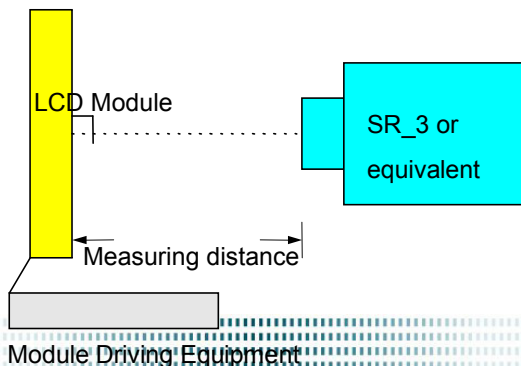 LCD Module
SR_3 or
equivalent
Measuring distance
Module Driving Equipment